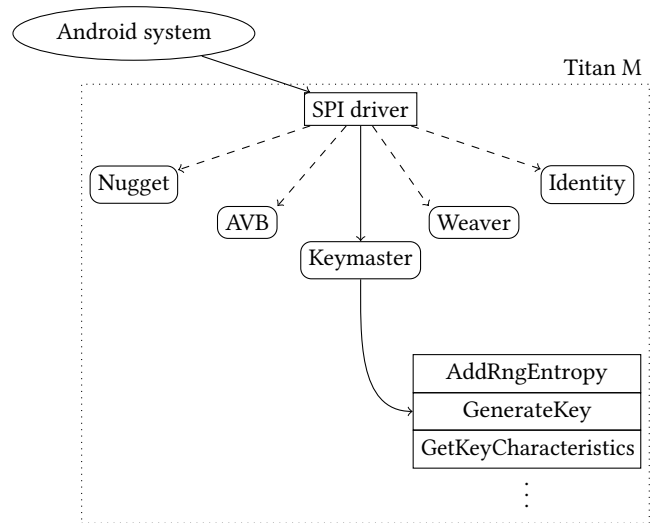 Android system
Titan M
SPI driver
Nugget
Identity
AVB
Weaver
Keymaster
AddRngEntropy
GenerateKey
GetKeyCharacteristics
⋮